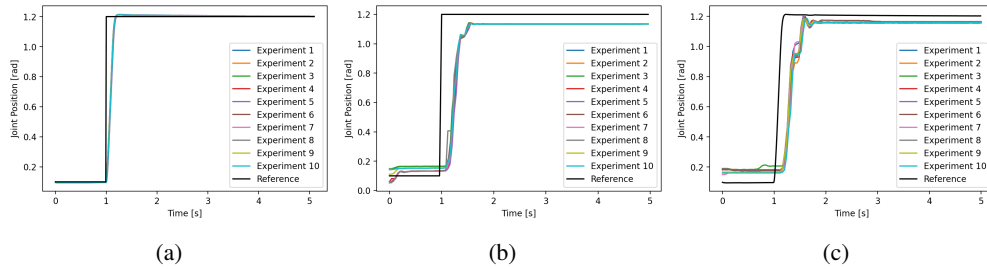 Joint Position [rad]
1.2
1.0
0.8
0.6
0.4
0.2
Experiment 1
Experiment 2
Experiment 3
Experiment 4
Experiment 5
Experiment 6
Experiment 7
Experiment 8
Experiment 9
Experiment 10
Reference
0 1 2 3 4 5
Time [s]
(a)
Joint Position [rad]
1.2
1.0
0.8
0.6
0.4
0.2
0.0
Experiment 1
Experiment 2
Experiment 3
Experiment 4
Experiment 5
Experiment 6
Experiment 7
Experiment 8
Experiment 9
Experiment 10
Reference
0 1 2 3 4 5
Time [s]
(b)
Joint Position [rad]
1.2
1.0
0.8
0.6
0.4
0.2
Experiment 1
Experiment 2
Experiment 3
Experiment 4
Experiment 5
Experiment 6
Experiment 7
Experiment 8
Experiment 9
Experiment 10
Reference
0 1 2 3 4 5
Time [s]
(c)